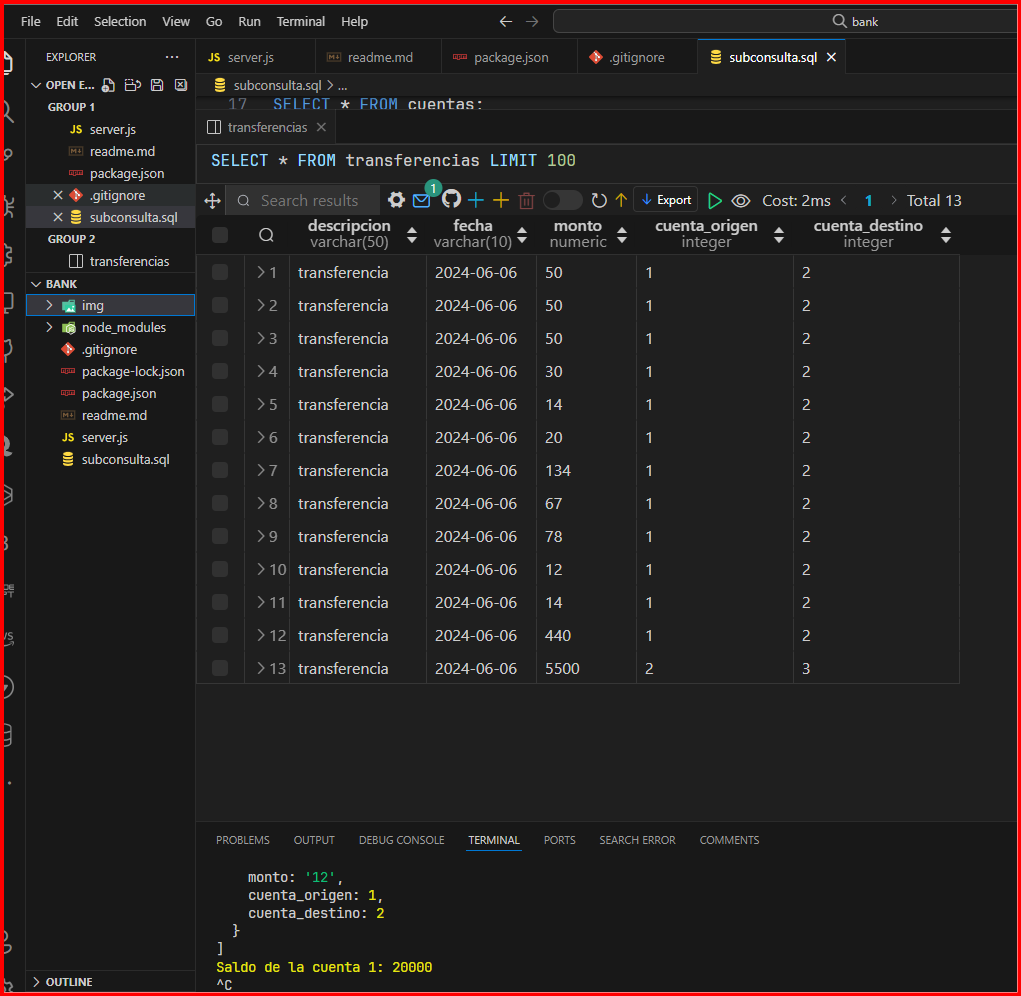 File Edit Selection View Go Run Terminal Help bank
EXPLORER
OPEN E...
GROUP 1
JS server.js
readme.md
package.json
.gitignore
subconsulta.sql
GROUP 2
transferencias
BANK
img
node_modules
.gitignore
package-lock.json
package.json
readme.md
JS server.js
subconsulta.sql
OUTLINE
JS server.js readme.md package.json .gitignore subconsulta.sql
subconsulta.sql > ...
17 SELECT * FROM cuentas;
transferencias
SELECT * FROM transferencias LIMIT 100
Search results 1 Export Cost: 2ms 1 Total 13
descripcion fecha monto cuenta_origen cuenta_destino
varchar(50) varchar(10) numeric integer integer
1 transferencia 2024-06-06 50 1 2
2 transferencia 2024-06-06 50 1 2
3 transferencia 2024-06-06 50 1 2
4 transferencia 2024-06-06 30 1 2
5 transferencia 2024-06-06 14 1 2
6 transferencia 2024-06-06 20 1 2
7 transferencia 2024-06-06 134 1 2
8 transferencia 2024-06-06 67 1 2
9 transferencia 2024-06-06 78 1 2
10 transferencia 2024-06-06 12 1 2
11 transferencia 2024-06-06 14 1 2
12 transferencia 2024-06-06 440 1 2
13 transferencia 2024-06-06 5500 2 3
PROBLEMS OUTPUT DEBUG CONSOLE TERMINAL PORTS SEARCH ERROR COMMENTS
monto: '12',
cuenta_origen: 1,
cuenta_destino: 2
}
]
Saldo de la cuenta 1: 20000
^C